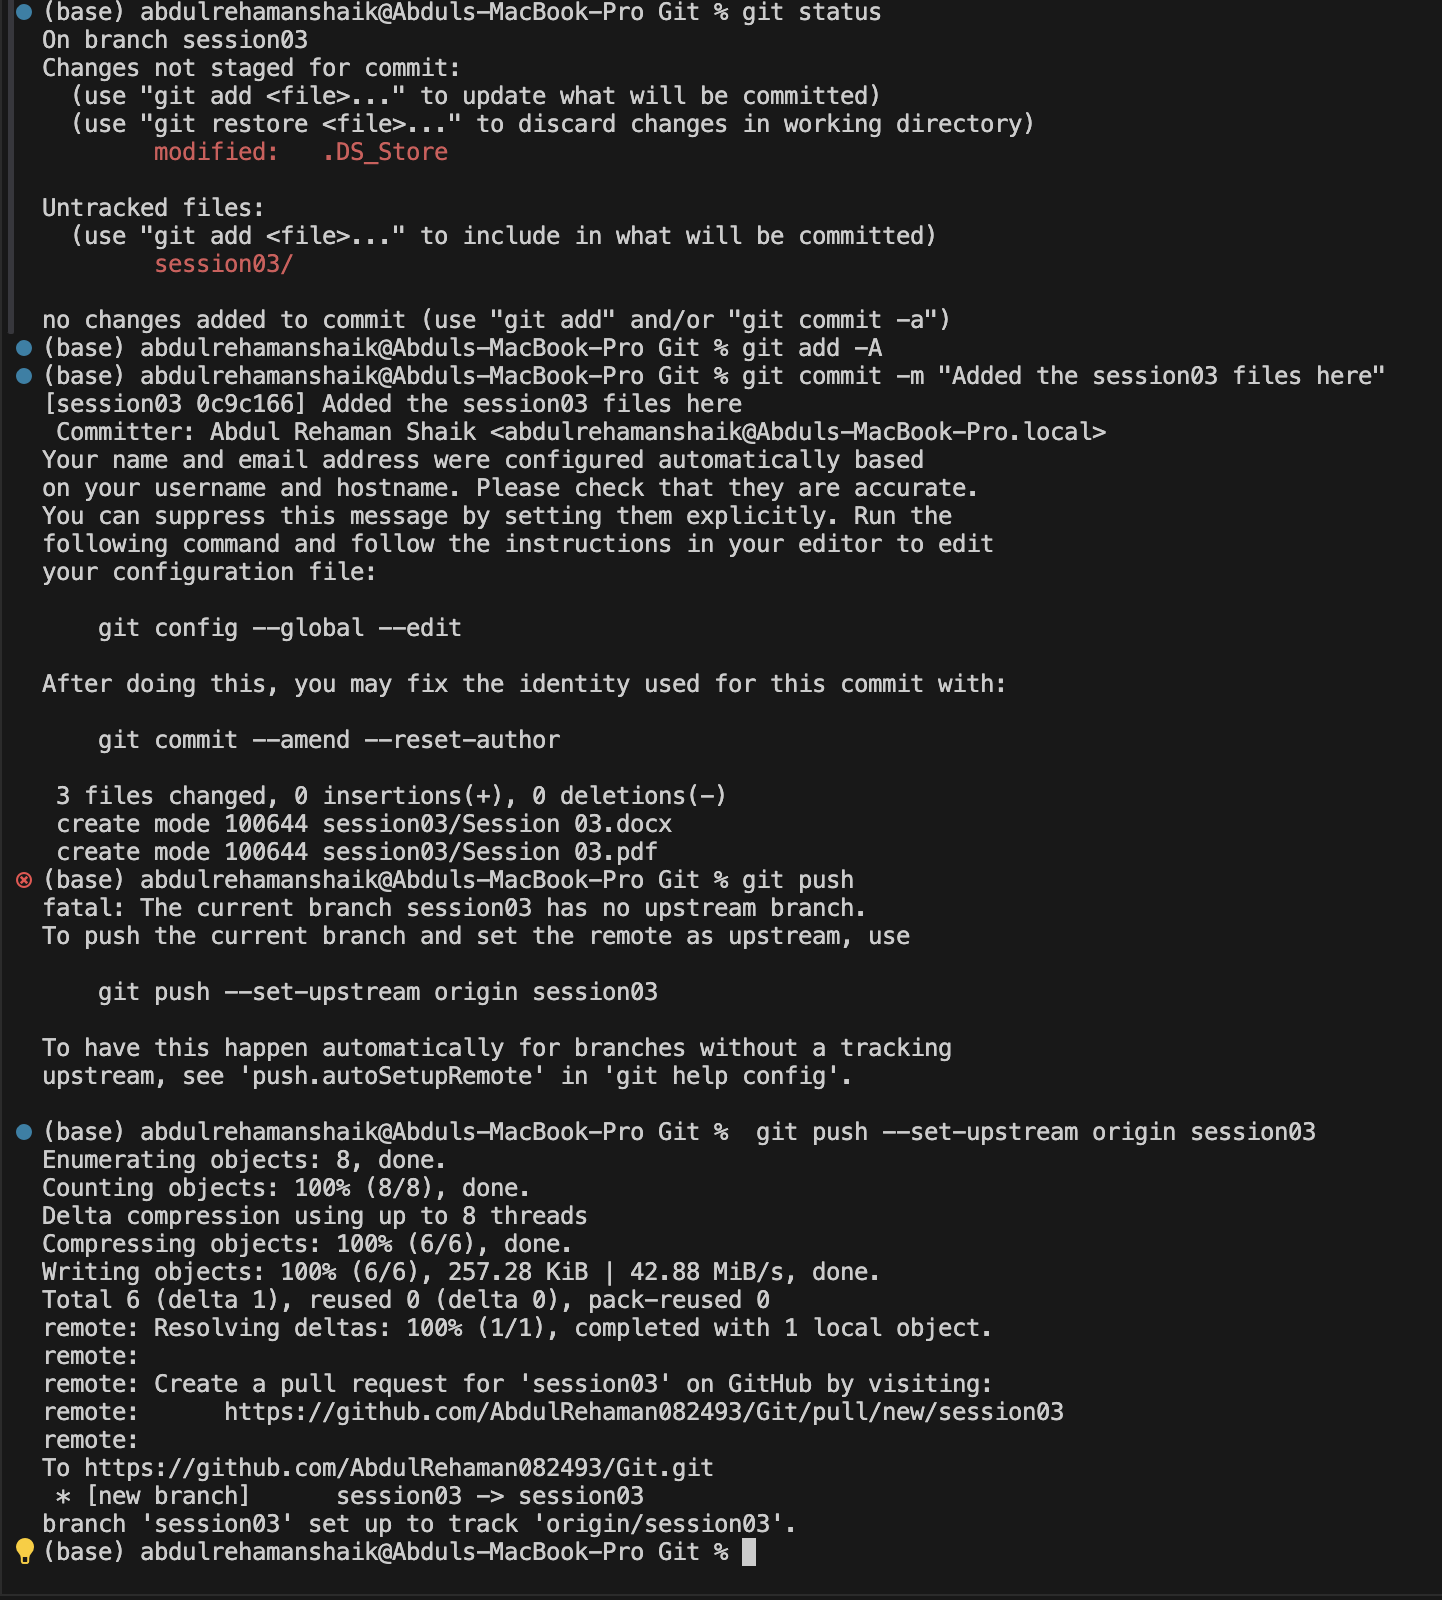 (base) abdulrehamanshaik@Abduls-MacBook-Pro Git % git status
On branch session03
Changes not staged for commit:
  (use "git add <file>..." to update what will be committed)
  (use "git restore <file>..." to discard changes in working directory)
        modified:   .DS_Store

Untracked files:
  (use "git add <file>..." to include in what will be committed)
        session03/

no changes added to commit (use "git add" and/or "git commit -a")
(base) abdulrehamanshaik@Abduls-MacBook-Pro Git % git add -A
(base) abdulrehamanshaik@Abduls-MacBook-Pro Git % git commit -m "Added the session03 files here"
[session03 0c9c166] Added the session03 files here
 Committer: Abdul Rehaman Shaik <abdulrehamanshaik@Abduls-MacBook-Pro.local>
Your name and email address were configured automatically based
on your username and hostname. Please check that they are accurate.
You can suppress this message by setting them explicitly. Run the
following command and follow the instructions in your editor to edit
your configuration file:

    git config --global --edit

After doing this, you may fix the identity used for this commit with:

    git commit --amend --reset-author

 3 files changed, 0 insertions(+), 0 deletions(-)
 create mode 100644 session03/Session 03.docx
 create mode 100644 session03/Session 03.pdf
(base) abdulrehamanshaik@Abduls-MacBook-Pro Git % git push
fatal: The current branch session03 has no upstream branch.
To push the current branch and set the remote as upstream, use

    git push --set-upstream origin session03

To have this happen automatically for branches without a tracking
upstream, see 'push.autoSetupRemote' in 'git help config'.

(base) abdulrehamanshaik@Abduls-MacBook-Pro Git %  git push --set-upstream origin session03
Enumerating objects: 8, done.
Counting objects: 100% (8/8), done.
Delta compression using up to 8 threads
Compressing objects: 100% (6/6), done.
Writing objects: 100% (6/6), 257.28 KiB | 42.88 MiB/s, done.
Total 6 (delta 1), reused 0 (delta 0), pack-reused 0
remote: Resolving deltas: 100% (1/1), completed with 1 local object.
remote:
remote: Create a pull request for 'session03' on GitHub by visiting:
remote:      https://github.com/AbdulRehaman082493/Git/pull/new/session03
remote:
To https://github.com/AbdulRehaman082493/Git.git
 * [new branch]      session03 -> session03
branch 'session03' set up to track 'origin/session03'.
(base) abdulrehamanshaik@Abduls-MacBook-Pro Git %